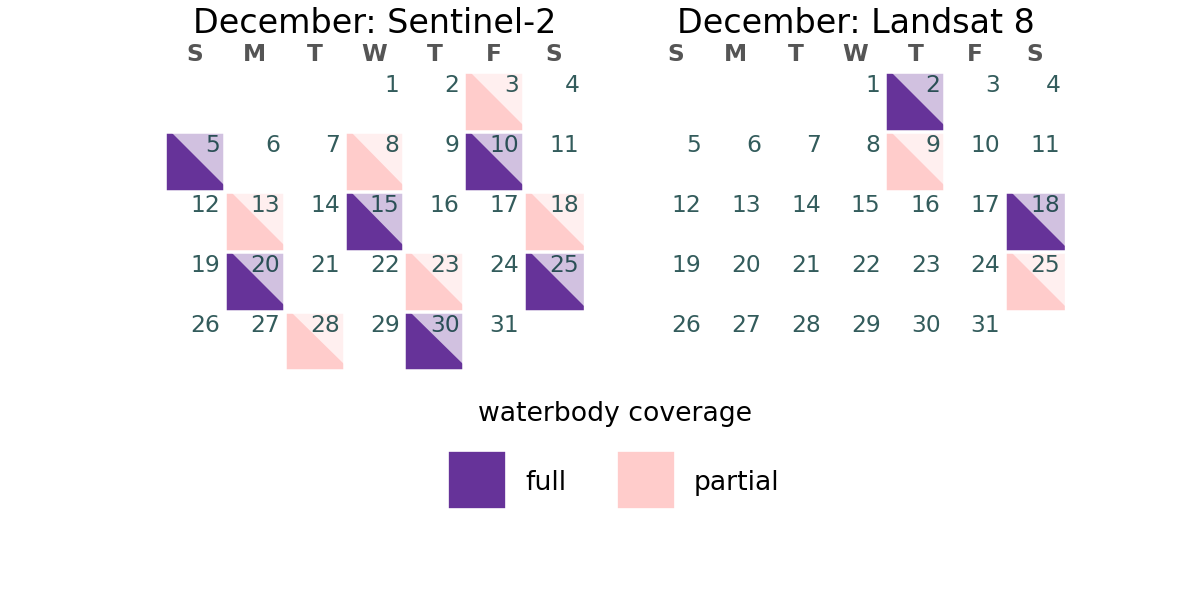 December: Sentinel-2
S M T W T F S
1 2 3 4
5 6 7 8 9 10 11
12 13 14 15 16 17 18
19 20 21 22 23 24 25
26 27 28 29 30 31
December: Landsat 8
S M T W T F S
1 2 3 4
5 6 7 8 9 10 11
12 13 14 15 16 17 18
19 20 21 22 23 24 25
26 27 28 29 30 31
waterbody coverage
full partial